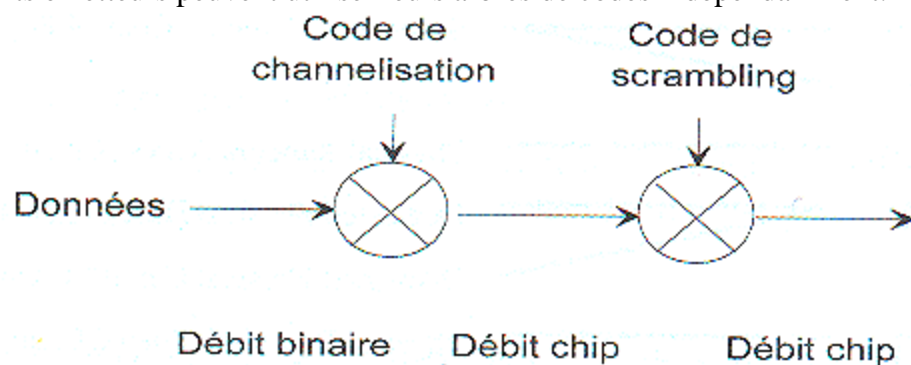 Code de
channelisation
Code de
scrambling
Données
Débit binaire Débit chip Débit chip